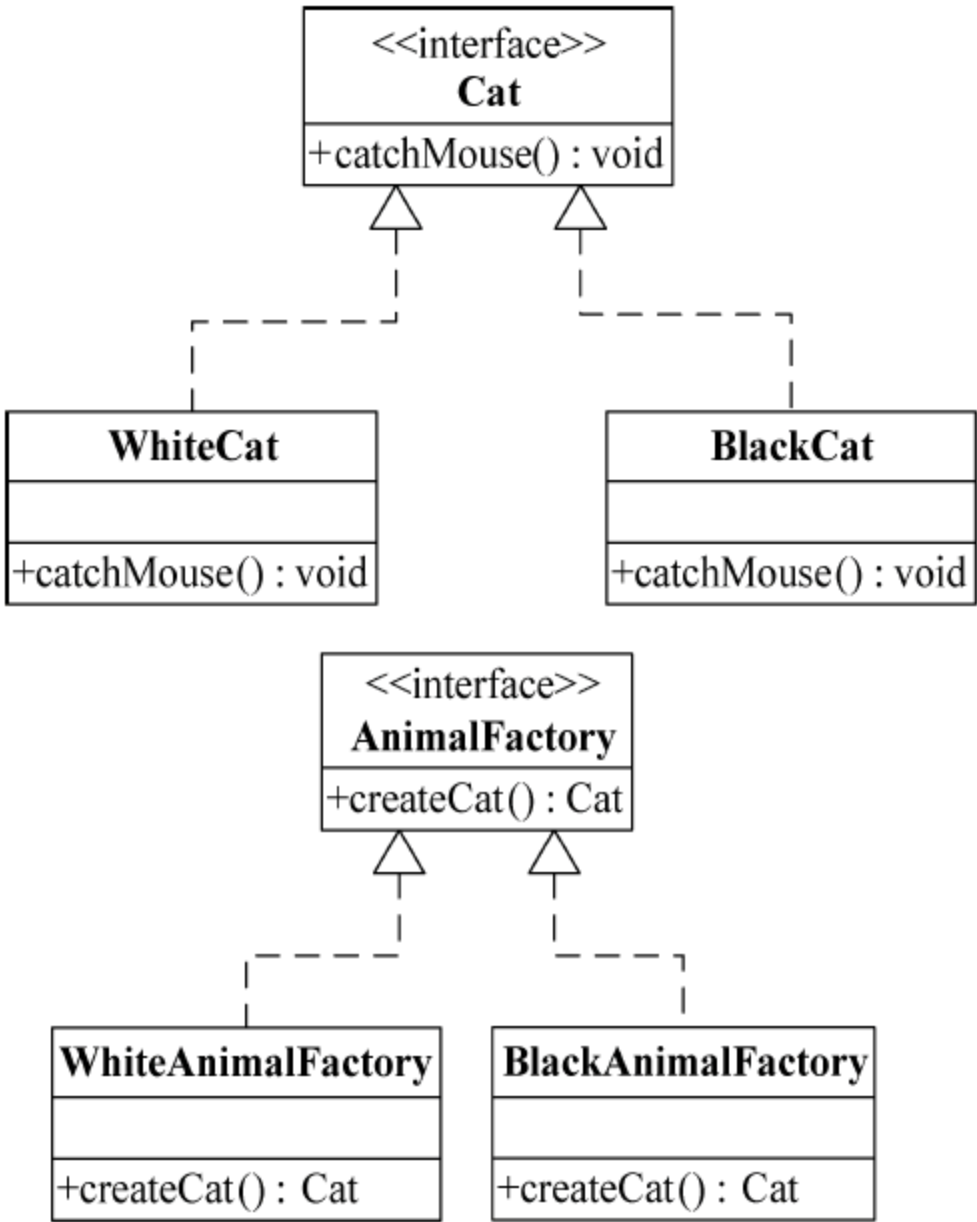 <<interface>>
Cat
+catchMouse() : void
WhiteCat
+catchMouse() : void
BlackCat
+catchMouse() : void
<<interface>>
AnimalFactory
+createCat() : Cat
WhiteAnimalFactory
+createCat() : Cat
BlackAnimalFactory
+createCat() : Cat